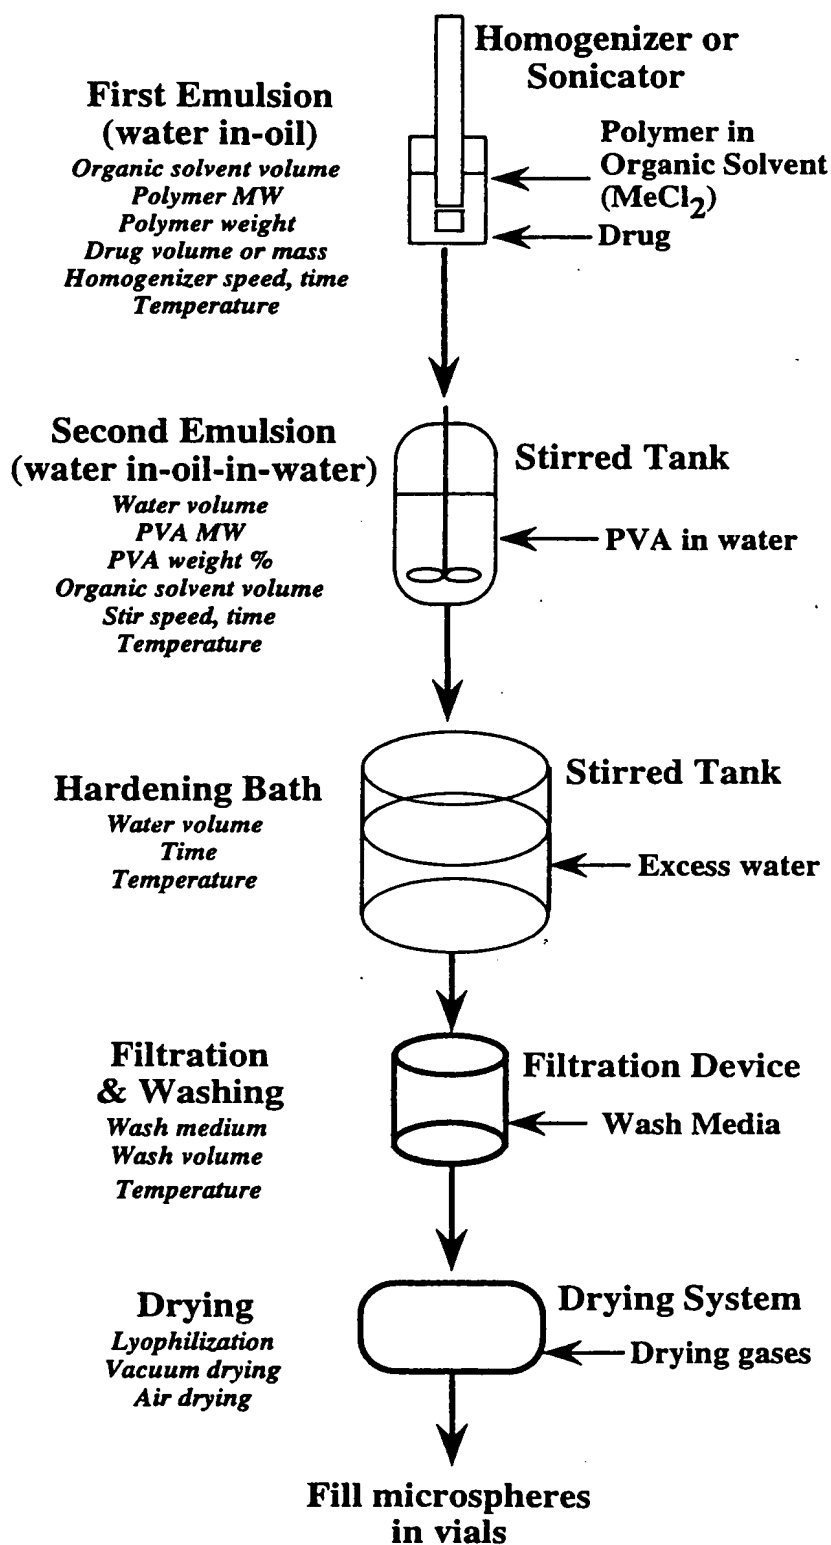 Homogenizer or
Sonicator
First Emulsion
(water in-oil)
Organic solvent volume
Polymer MW
Polymer weight
Drug volume or mass
Homogenizer speed, time
Temperature
Polymer in
Organic Solvent
(MeCl2)
Drug
Second Emulsion
(water in-oil-in-water)
Water volume
PVA MW
PVA weight %
Organic solvent volume
Stir speed, time
Temperature
Stirred Tank
PVA in water
Hardening Bath
Water volume
Time
Temperature
Stirred Tank
Excess water
Filtration
& Washing
Wash medium
Wash volume
Temperature
Filtration Device
Wash Media
Drying
Lyophilization
Vacuum drying
Air drying
Drying System
Drying gases
Fill microspheres
in vials